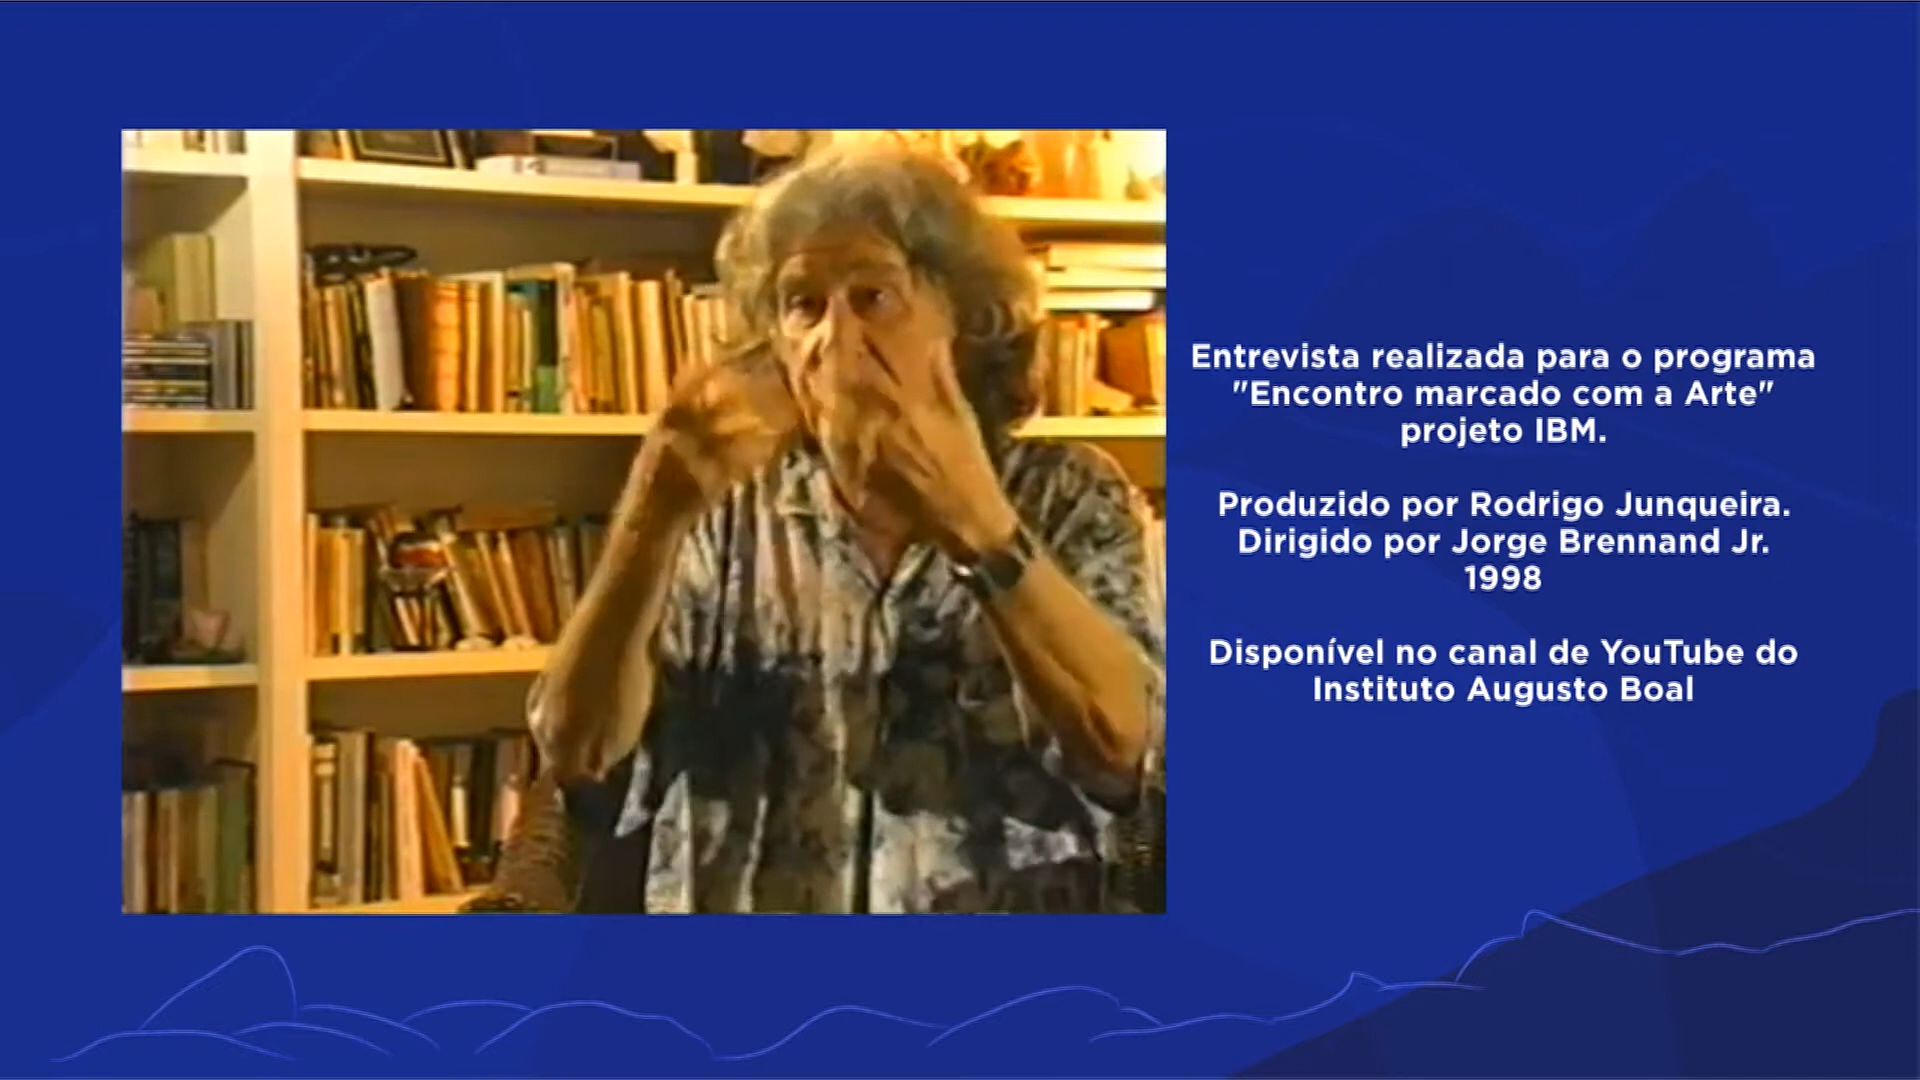 Entrevista realizada para o programa
"Encontro marcado com a Arte"
projeto IBM.
Produzido por Rodrigo Junqueira.
Dirigido por Jorge Brennand Jr.
1998
Disponível no canal de YouTube do
Instituto Augusto Boal